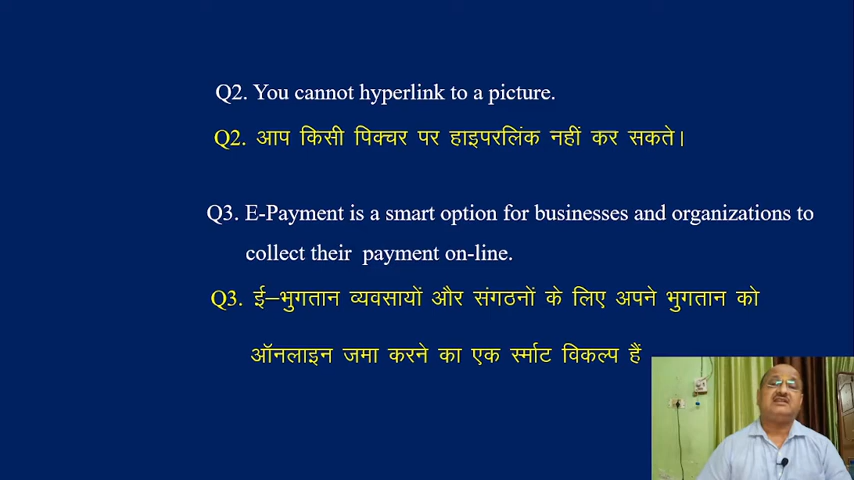 Q2. You cannot hyperlink to a picture.
Q2. आप किसी पिक्चर पर हाइपरलिंक नहीं कर सकते।
Q3. E-Payment is a smart option for businesses and organizations to
collect their payment on-line.
Q3. ई–भुगतान व्यवसायों और संगठनों के लिए अपने भुगतान को
ऑनलाइन जमा करने का एक र्स्माट विकल्प हैं